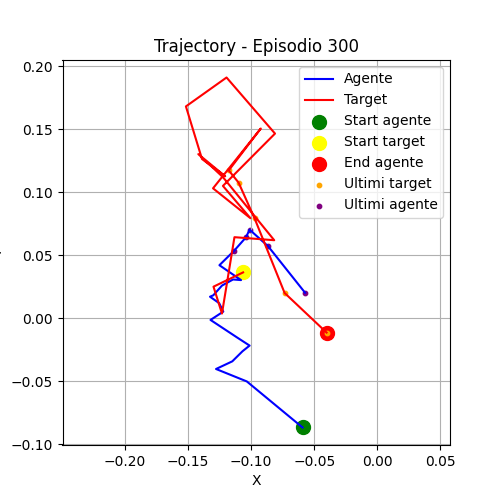 Trajectory - Episodio 300
Agente
Target
Start agente
Start target
End agente
Ultimi target
Ultimi agente
0.20
0.15
0.10
0.05
0.00
−0.05
−0.10
−0.20
−0.15
−0.10
−0.05
0.00
0.05
X